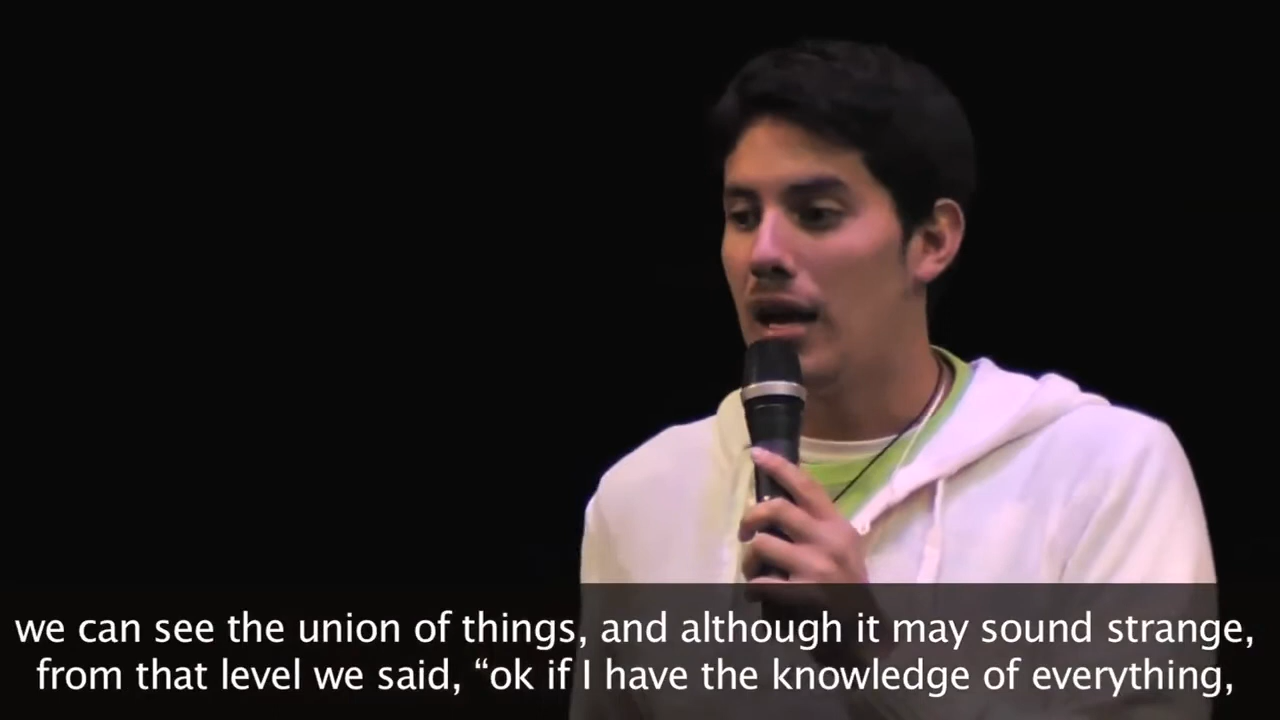 we can see the union of things, and although it may sound strange,
from that level we said, “ok if I have the knowledge of everything,